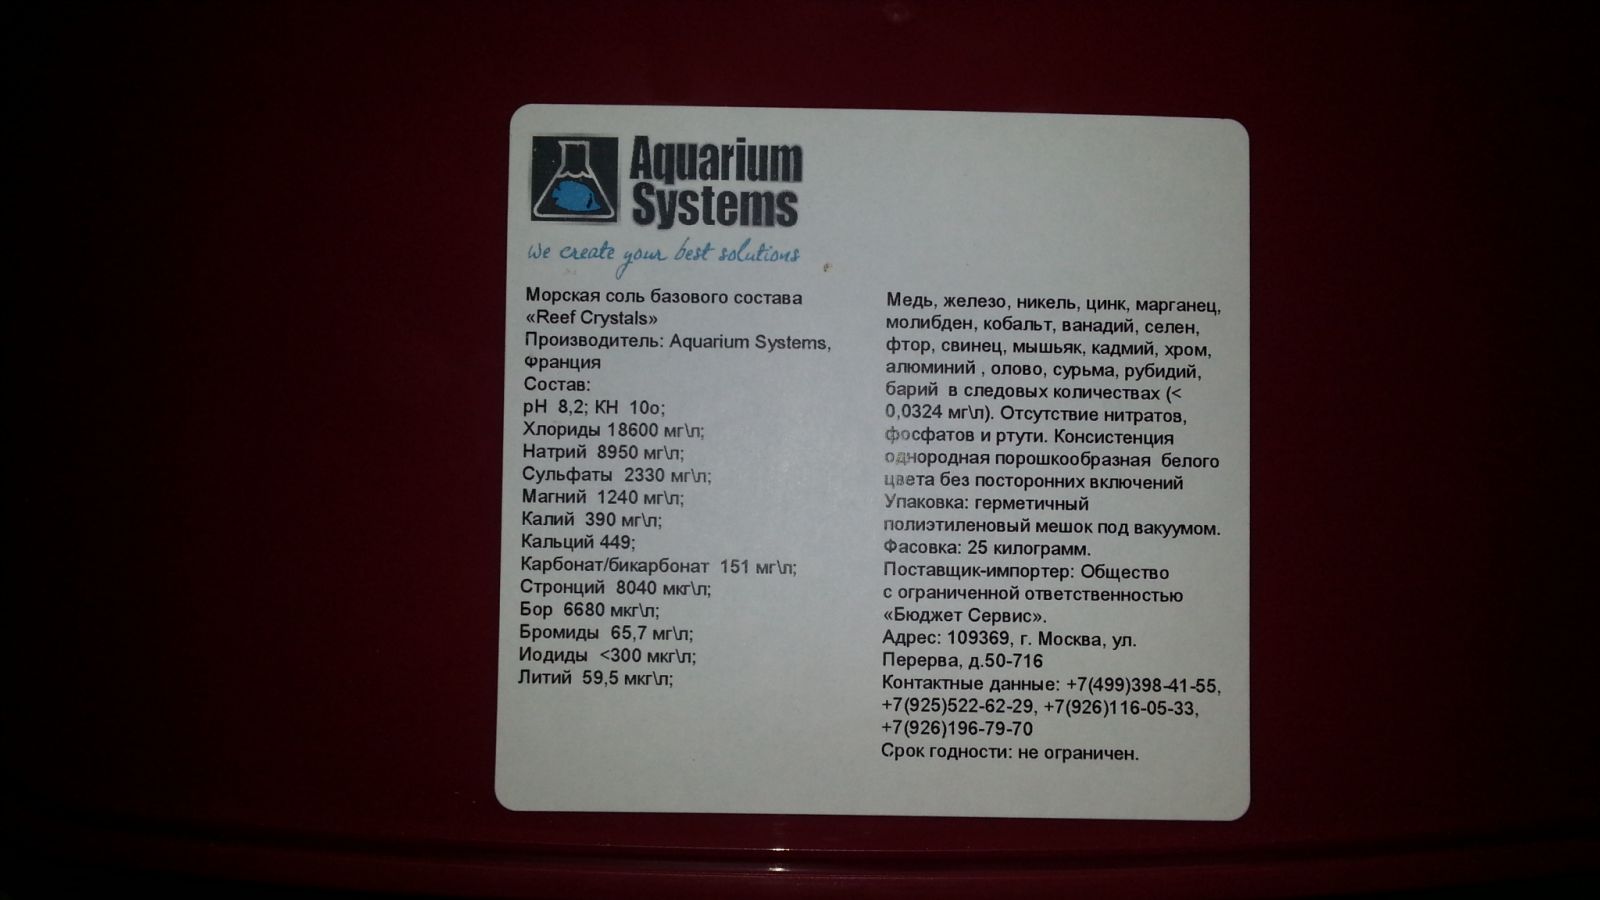 Aquarium
Systems
we create your best solutions
Морская соль базового состава
«Reef Crystals»
Производитель: Aquarium Systems,
Франция
Состав:
pH 8,2; КН 10о;
Хлориды 18600 мг\л;
Натрий 8950 мг\л;
Сульфаты 2330 мг\л;
Магний 1240 мг\л;
Калий 390 мг\л;
Кальций 449;
Карбонат/бикарбонат 151 мг\л;
Стронций 8040 мкг\л;
Бор 6680 мкг\л;
Бромиды 65,7 мг\л;
Иодиды <300 мкг\л;
Литий 59,5 мкг\л;
Медь, железо, никель, цинк, марганец,
молибден, кобальт, ванадий, селен,
фтор, свинец, мышьяк, кадмий, хром,
алюминий , олово, сурьма, рубидий,
барий в следовых количествах (<
0,0324 мг\л). Отсутствие нитратов,
фосфатов и ртути. Консистенция
однородная порошкообразная белого
цвета без посторонних включений
Упаковка: герметичный
полиэтиленовый мешок под вакуумом.
Фасовка: 25 килограмм.
Поставщик-импортер: Общество
с ограниченной ответственностью
«Бюджет Сервис».
Адрес: 109369, г. Москва, ул.
Перерва, д.50-716
Контактные данные: +7(499)398-41-55,
+7(925)522-62-29, +7(926)116-05-33,
+7(926)196-79-70
Срок годности: не ограничен.